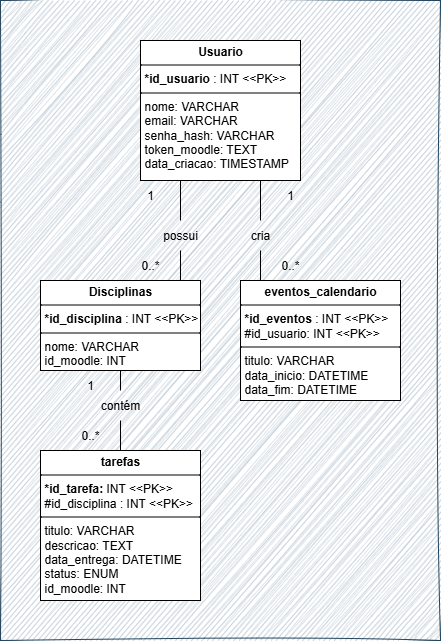 Usuario
*id_usuario : INT <<PK>>
nome: VARCHAR
email: VARCHAR
senha_hash: VARCHAR
token_moodle: TEXT
data_criacao: TIMESTAMP
1
1
possui
cria
0..*
0..*
Disciplinas
*id_disciplina : INT <<PK>>
nome: VARCHAR
id_moodle: INT
eventos_calendario
*id_eventos : INT <<PK>>
#id_usuario: INT <<PK>>
titulo: VARCHAR
data_inicio: DATETIME
data_fim: DATETIME
1
contém
0..*
tarefas
*id_tarefa: INT <<PK>>
#id_disciplina : INT <<PK>>
titulo: VARCHAR
descricao: TEXT
data_entrega: DATETIME
status: ENUM
id_moodle: INT